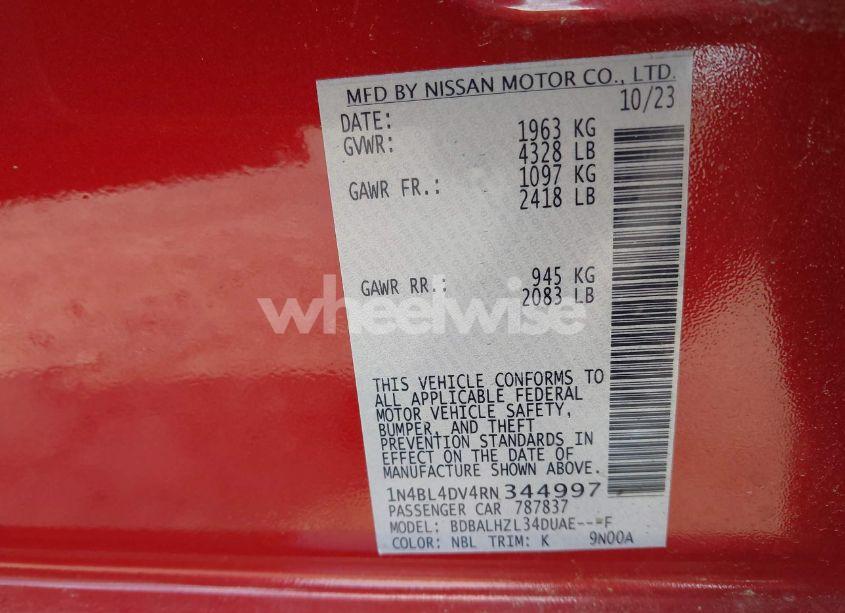 MFD BY NISSAN MOTOR CO., LTD.
DATE: 10/23
GVWR: 1963 KG
4328 LB
GAWR FR.: 1097 KG
2418 LB
GAWR RR.: 945 KG
2083 LB
wheelwise
THIS VEHICLE CONFORMS TO
ALL APPLICABLE FEDERAL
MOTOR VEHICLE SAFETY,
BUMPER, AND THEFT
PREVENTION STANDARDS IN
EFFECT ON THE DATE OF
MANUFACTURE SHOWN ABOVE.
1N4BL4DV4RN344997
PASSENGER CAR 787837
MODEL: BDBALHZL34DUAE---F
COLOR: NBL TRIM: K 9N00A